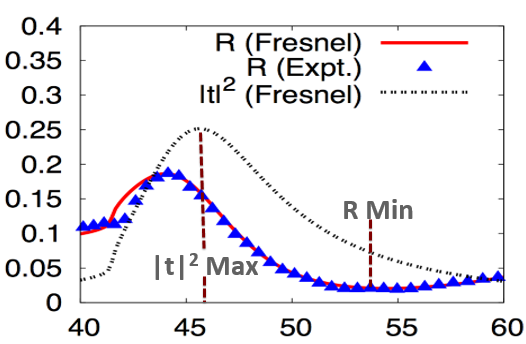 0.4
R (Fresnel)
0.35
R (Expt.)
0.3
|t|² (Fresnel)
0.25
0.2
0.15
R Min
0.1
0.05
|t|² Max
0
40 45 50 55 60